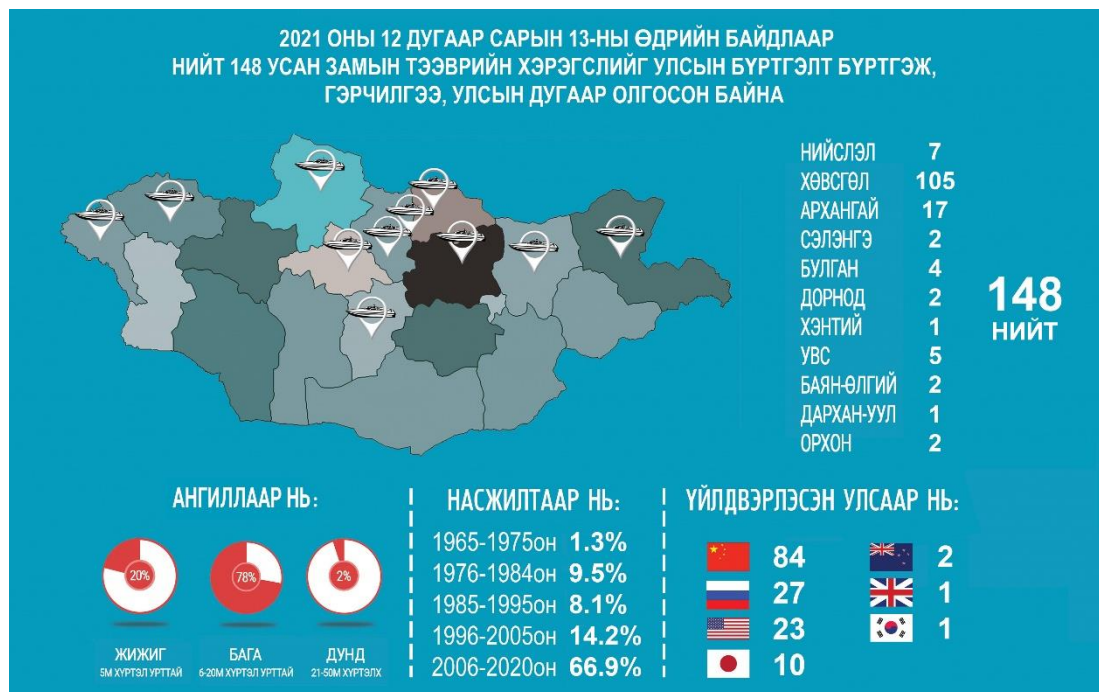 2021 ОНЫ 12 ДУГААР САРЫН 13-НЫ ӨДРИЙН БАЙДЛААР
НИЙТ 148 УСАН ЗАМЫН ТЭЭВРИЙН ХЭРЭГСЛИЙГ УЛСЫН БҮРТГЭЛТ БҮРТГЭЖ,
ГЭРЧИЛГЭЭ, УЛСЫН ДУГААР ОЛГОСОН БАЙНА
НИЙСЛЭЛ 7
ХӨВСГӨЛ 105
АРХАНГАЙ 17
СЭЛЭНГЭ 2
БУЛГАН 4
ДОРНОД 2
ХЭНТИЙ 1
УВС 5
БАЯН-ӨЛГИЙ 2
ДАРХАН-УУЛ 1
ОРХОН 2
148
НИЙТ
АНГИЛЛААР НЬ:
20%
78%
2%
ЖИЖИГ
5М ХҮРТЭЛ УРТТАЙ
БАГА
6-20М ХҮРТЭЛ УРТТАЙ
ДУНД
21-50М ХҮРТЭЛХ
НАСЖИЛТААР НЬ:
1965-1975он 1.3%
1976-1984он 9.5%
1985-1995он 8.1%
1996-2005он 14.2%
2006-2020он 66.9%
ҮЙЛДВЭРЛЭСЭН УЛСААР НЬ:
84
27
23
10
2
1
1